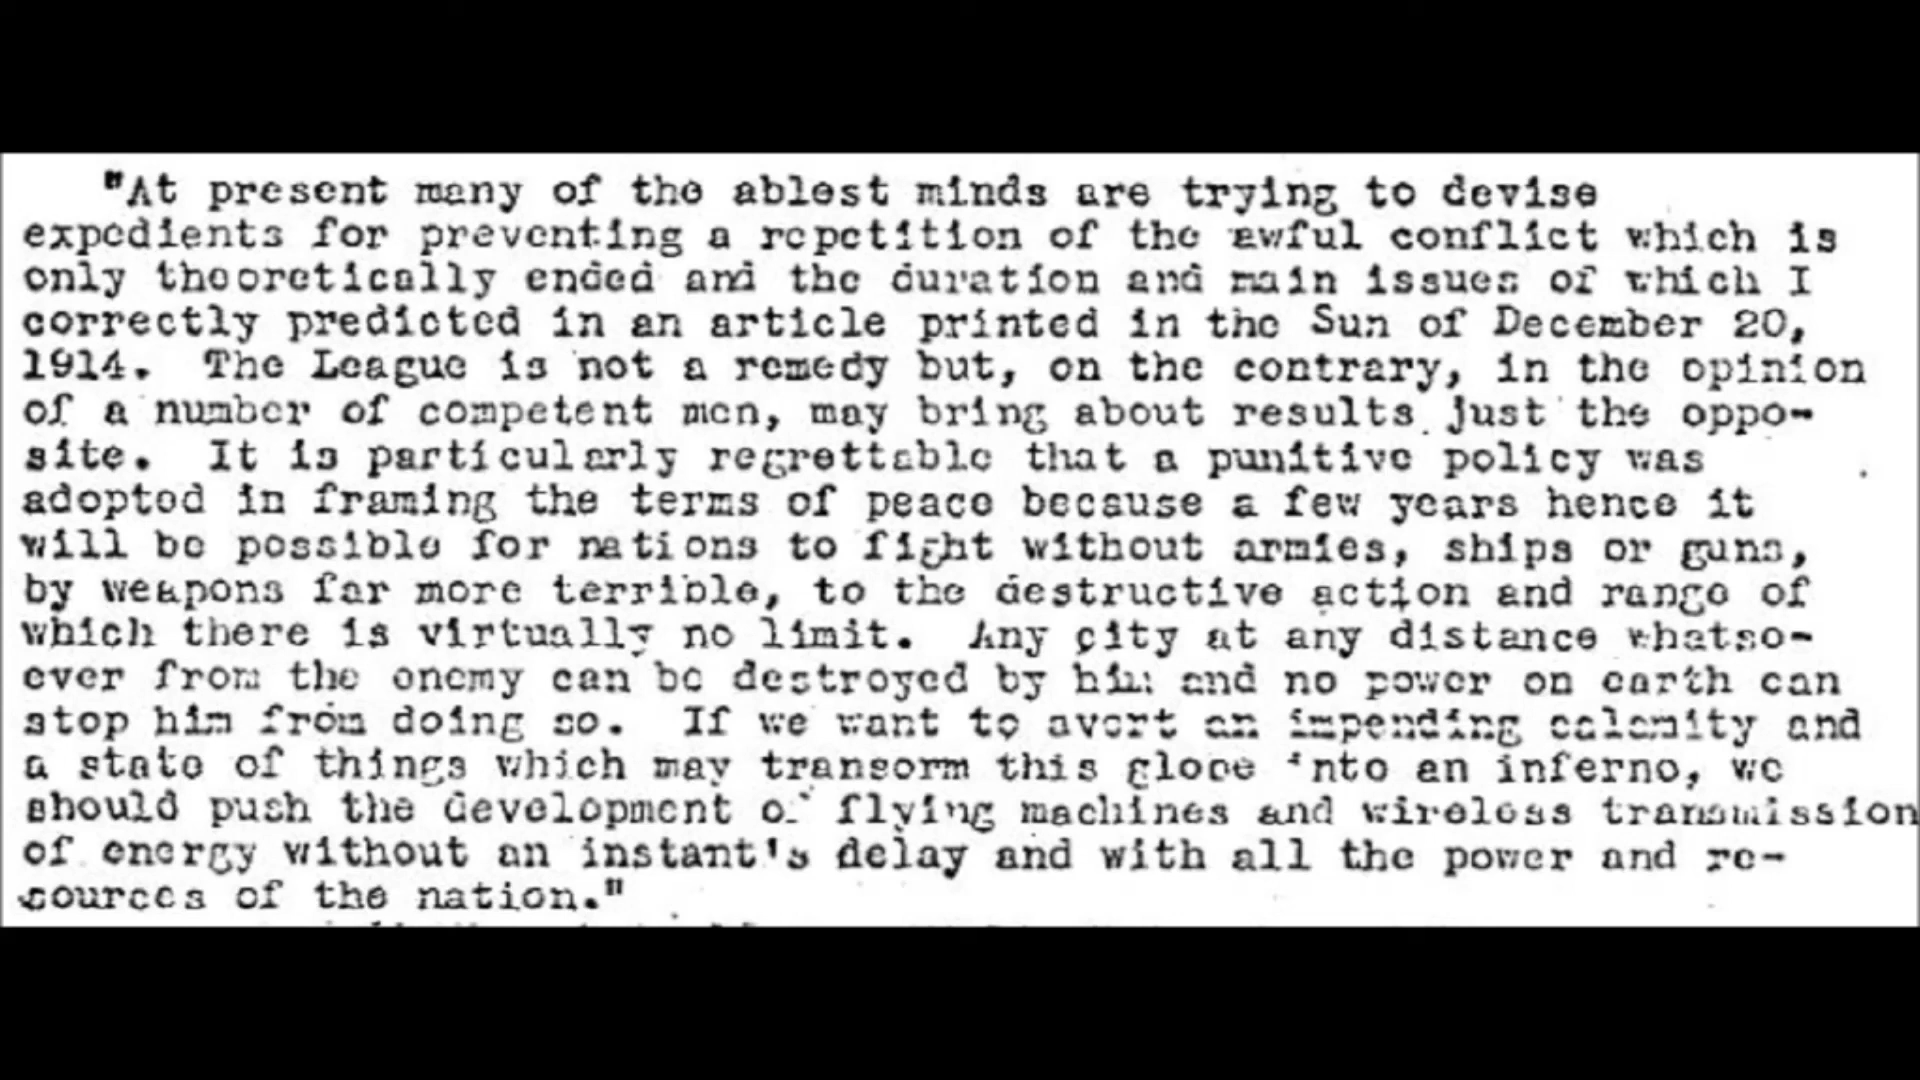 "At present many of the ablest minds are trying to devise
expedients for preventing a repetition of the awful conflict which is
only theoretically ended and the duration and main issues of which I
correctly predicted in an article printed in the Sun of December 20,
1914. The League is not a remedy but, on the contrary, in the opinion
of a number of competent men, may bring about results just the oppo-
site. It is particularly regrettable that a punitive policy was
adopted in framing the terms of peace because a few years hence it
will be possible for nations to fight without armies, ships or guns,
by weapons far more terrible, to the destructive action and range of
which there is virtually no limit. Any city at any distance whatso-
ever from the enemy can be destroyed by him and no power on earth can
stop him from doing so. If we want to avert an impending calamity and
a state of things which may transorm this globe into an inferno, we
should push the development of flying machines and wireless transmission
of energy without an instant's delay and with all the power and re-
sources of the nation."